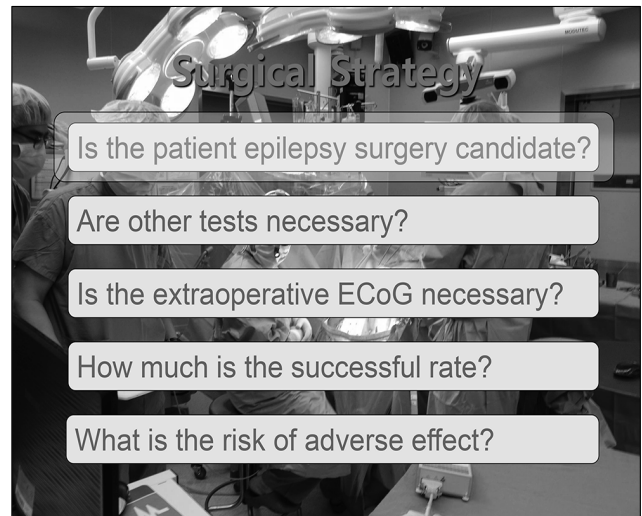 MODUTEC
Surgical Strategy
Is the patient epilepsy surgery candidate?
Are other tests necessary?
Is the extraoperative ECoG necessary?
How much is the successful rate?
What is the risk of adverse effect?